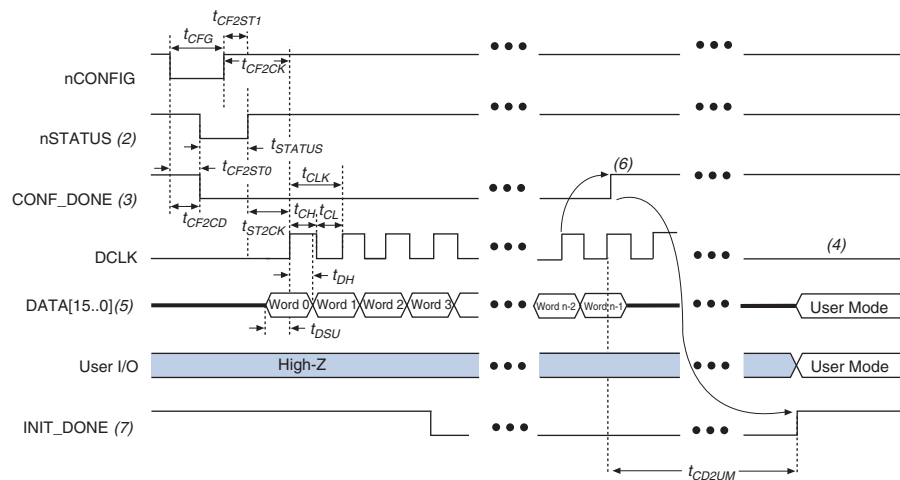 tCF2ST1
tCFG
tCF2CK
nCONFIG
nSTATUS (2)
tSTATUS
tCF2ST0
tCLK
(6)
CONF_DONE (3)
tCF2CD
tST2CK
tCH
tCL
(4)
DCLK
tDH
DATA[15..0](5)
Word 0
Word 1
Word 2
Word 3
Word n-2
Word n-1
User Mode
tDSU
User I/O
High-Z
User Mode
INIT_DONE (7)
tCD2UM